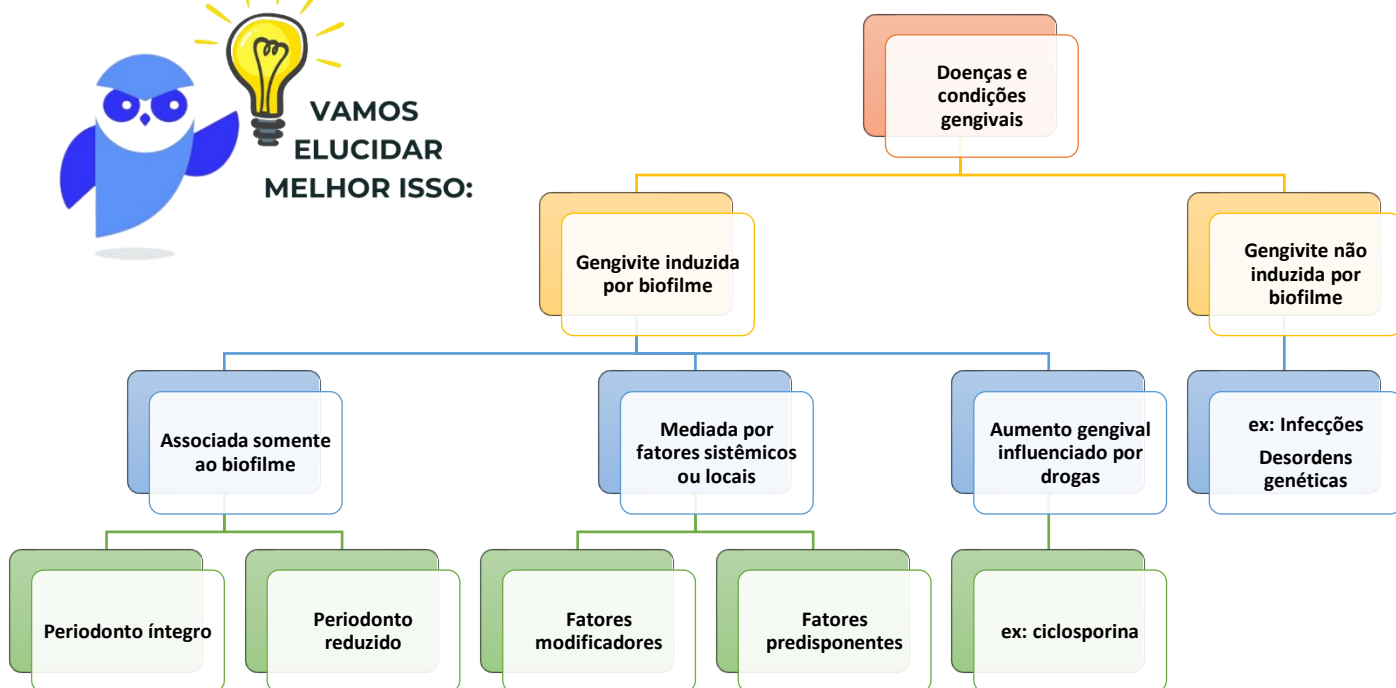 VAMOS
ELUCIDAR
MELHOR ISSO:
Doenças e
condições
gengivais
Gengivite induzida
por biofilme
Gengivite não
induzida por
biofilme
Associada somente
ao biofilme
Mediada por
fatores sistêmicos
ou locais
Aumento gengival
influenciado por
drogas
ex: Infecções
Desordens
genéticas
Periodonto íntegro
Periodonto
reduzido
Fatores
modificadores
Fatores
predisponentes
ex: ciclosporina